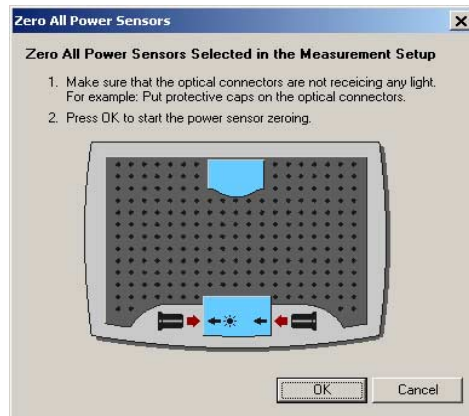 Zero All Power Sensors
Zero All Power Sensors Selected in the Measurement Setup
1. Make sure that the optical connectors are not receicing any light.
For example: Put protective caps on the optical connectors.
2. Press OK to start the power sensor zeroing.
OK
Cancel